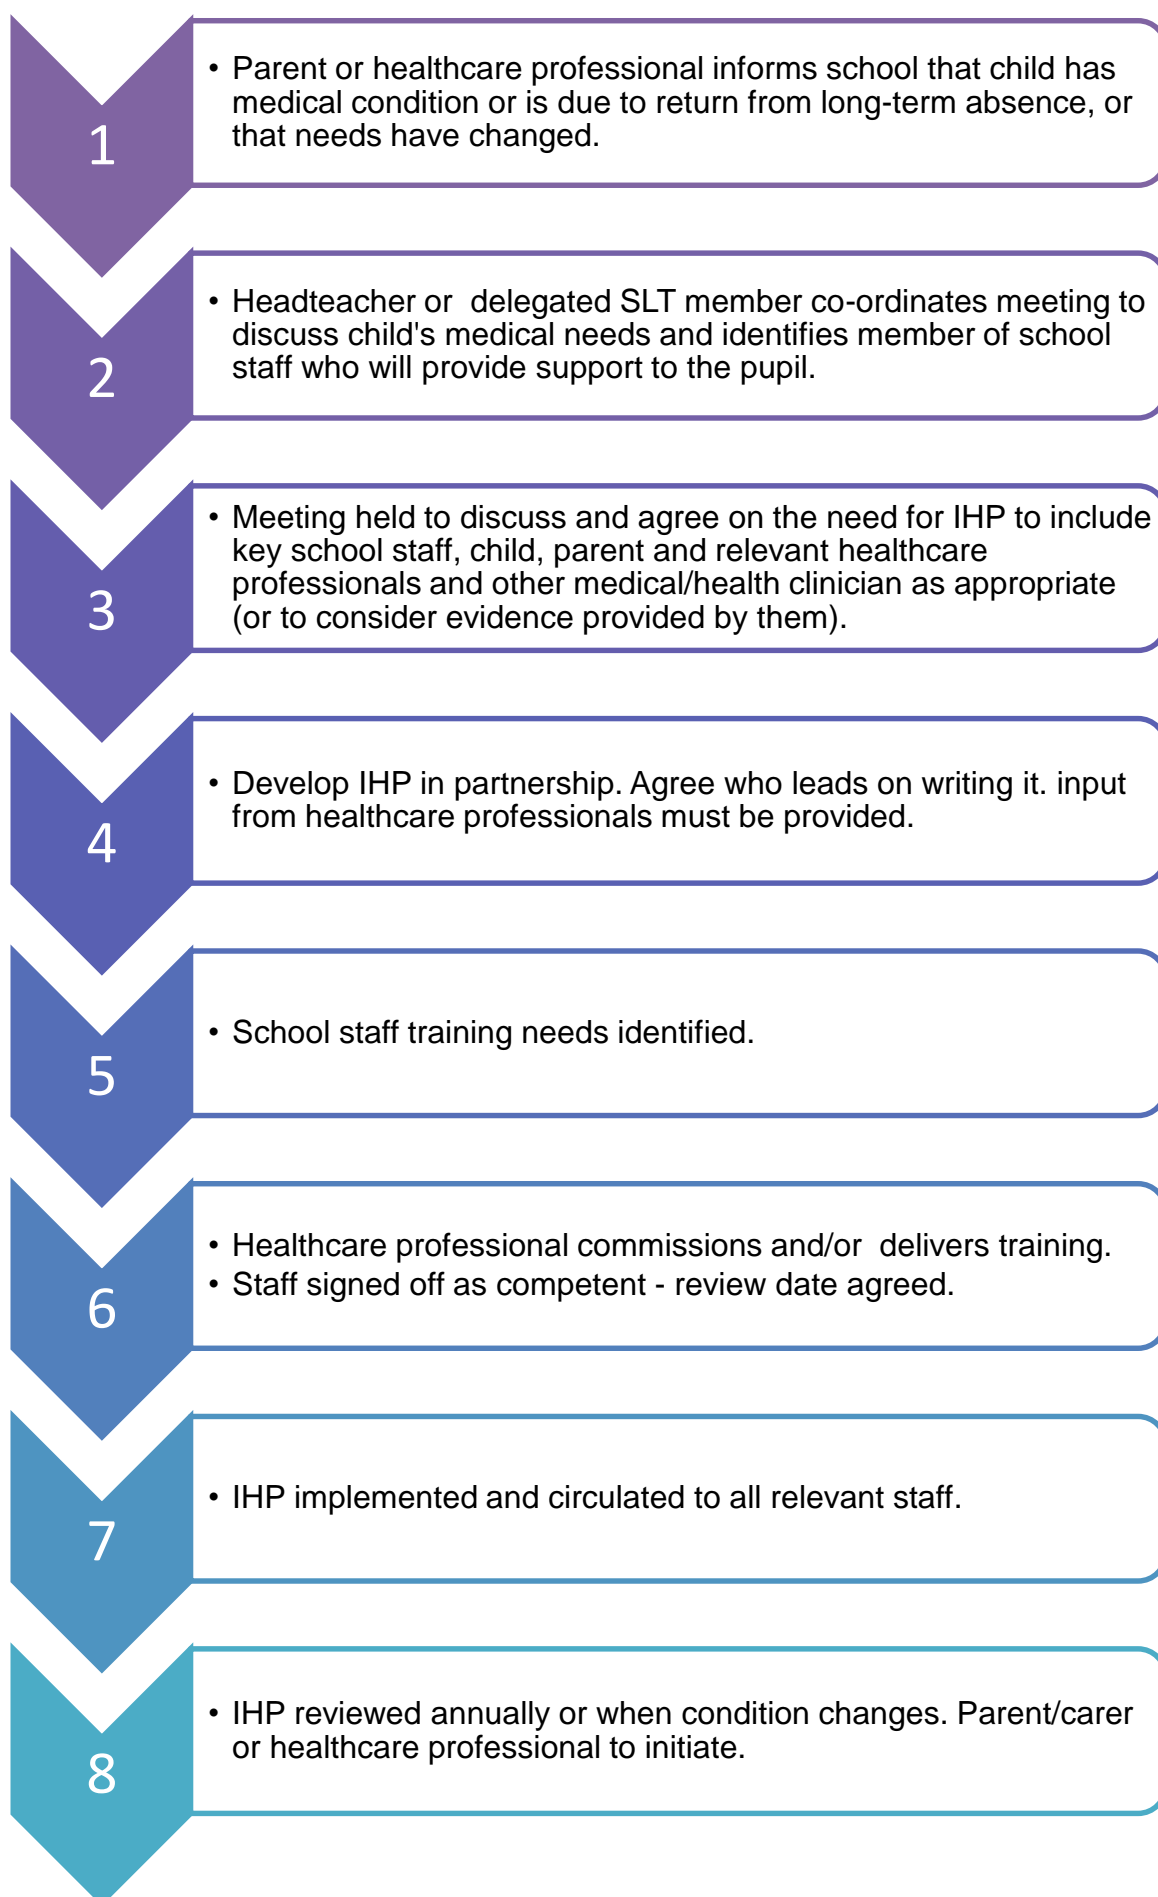 1
• Parent or healthcare professional informs school that child has
medical condition or is due to return from long-term absence, or
that needs have changed.
2
• Headteacher or  delegated SLT member co-ordinates meeting to
discuss child's medical needs and identifies member of school
staff who will provide support to the pupil.
3
• Meeting held to discuss and agree on the need for IHP to include
key school staff, child, parent and relevant healthcare
professionals and other medical/health clinician as appropriate
(or to consider evidence provided by them).
4
• Develop IHP in partnership. Agree who leads on writing it. input
from healthcare professionals must be provided.
5
• School staff training needs identified.
6
• Healthcare professional commissions and/or  delivers training.
• Staff signed off as competent - review date agreed.
7
• IHP implemented and circulated to all relevant staff.
8
• IHP reviewed annually or when condition changes. Parent/carer
or healthcare professional to initiate.